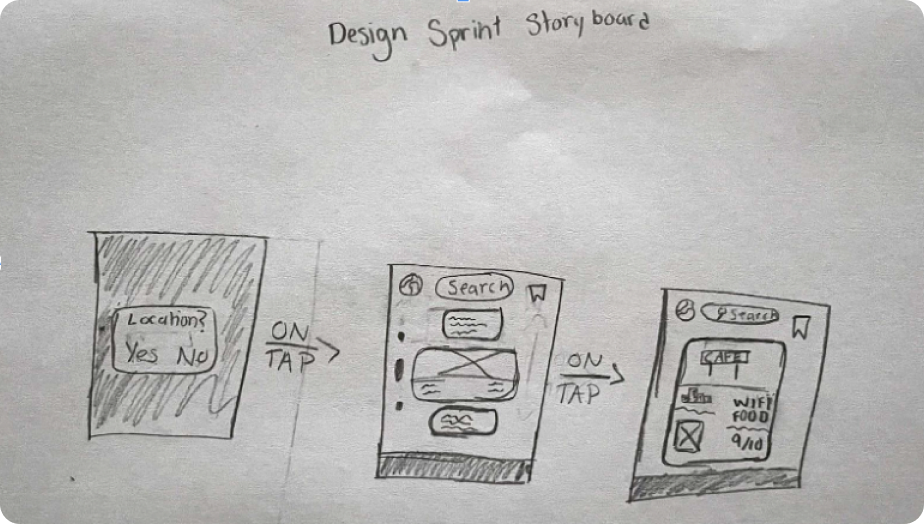 Design Sprint Storyboard
Location?
Yes No
ON
TAP
Search
ON
TAP
Search
CAFE
WIFI
FOOD
9/10